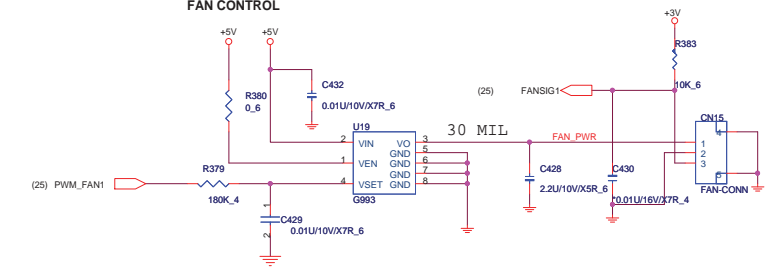 FAN CONTROL
+5V
+5V
+3V
R383
10K_6
C432
0.01U/10V/X7R_6
R380
0_6
(25)
FANSIG1
CN15
U19
30 MIL
FAN_PWR
2
VIN
VO
3
GND
5
1
VEN
GND
6
GND
7
4
VSET
GND
8
G993
R379
(25)
PWM_FAN1
180K_4
1
C429
2
0.01U/10V/X7R_6
C428
2.2U/10V/X5R_6
C430
*0.01U/16V/X7R_4
4
1
2
3
5
FAN-CONN